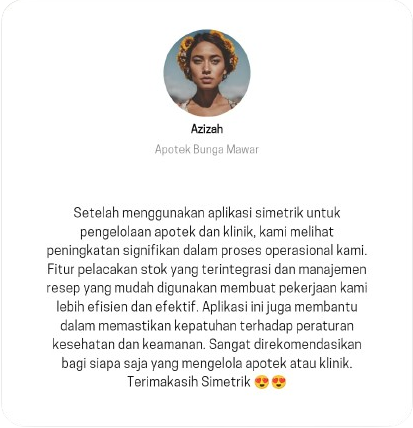 Azizah
Apotek Bunga Mawar
Setelah menggunakan aplikasi simetrik untuk
pengelolaan apotek dan klinik, kami melihat
peningkatan signifikan dalam proses operasional kami.
Fitur pelacakan stok yang terintegrasi dan manajemen
resep yang mudah digunakan membuat pekerjaan kami
lebih efisien dan efektif. Aplikasi ini juga membantu
dalam memastikan kepatuhan terhadap peraturan
kesehatan dan keamanan. Sangat direkomendasikan
bagi siapa saja yang mengelola apotek atau klinik.
Terimakasih Simetrik 😍😍